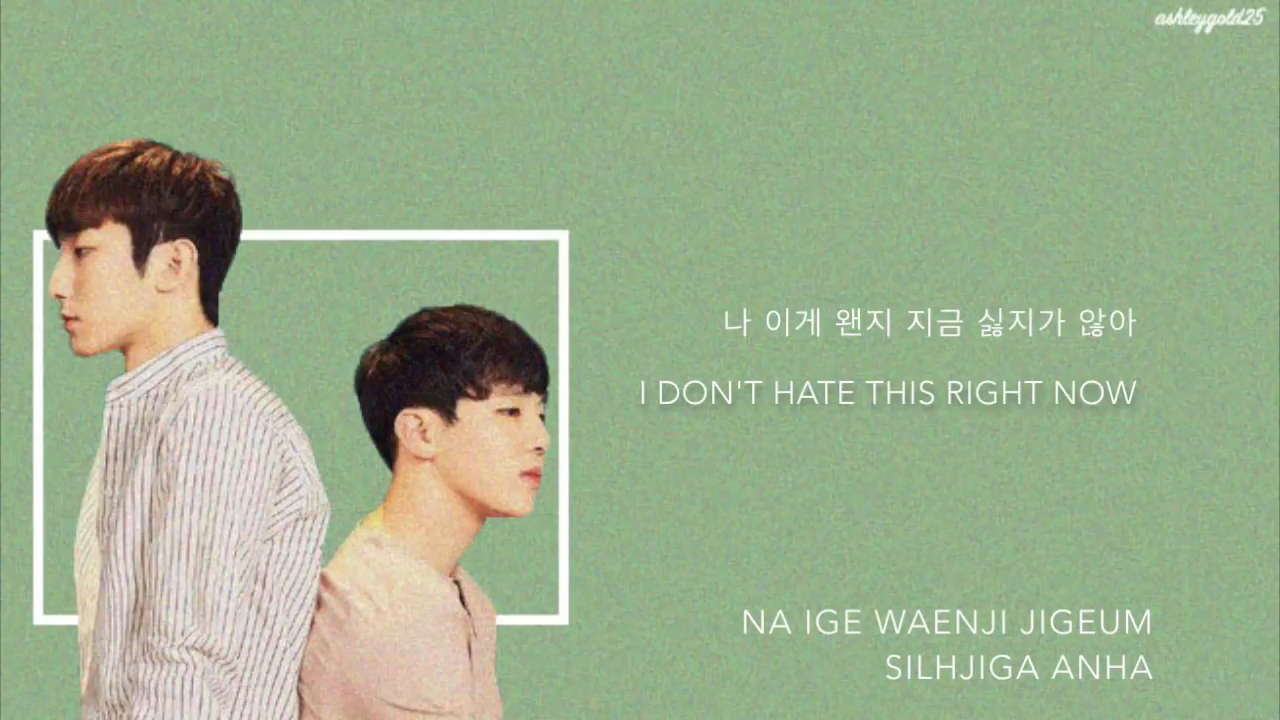 ashleygold25
나 이게 왠지 지금 싫지가 않아
I DON'T HATE THIS RIGHT NOW
NA IGE WAENJI JIGEUM
SILHJIGA ANHA